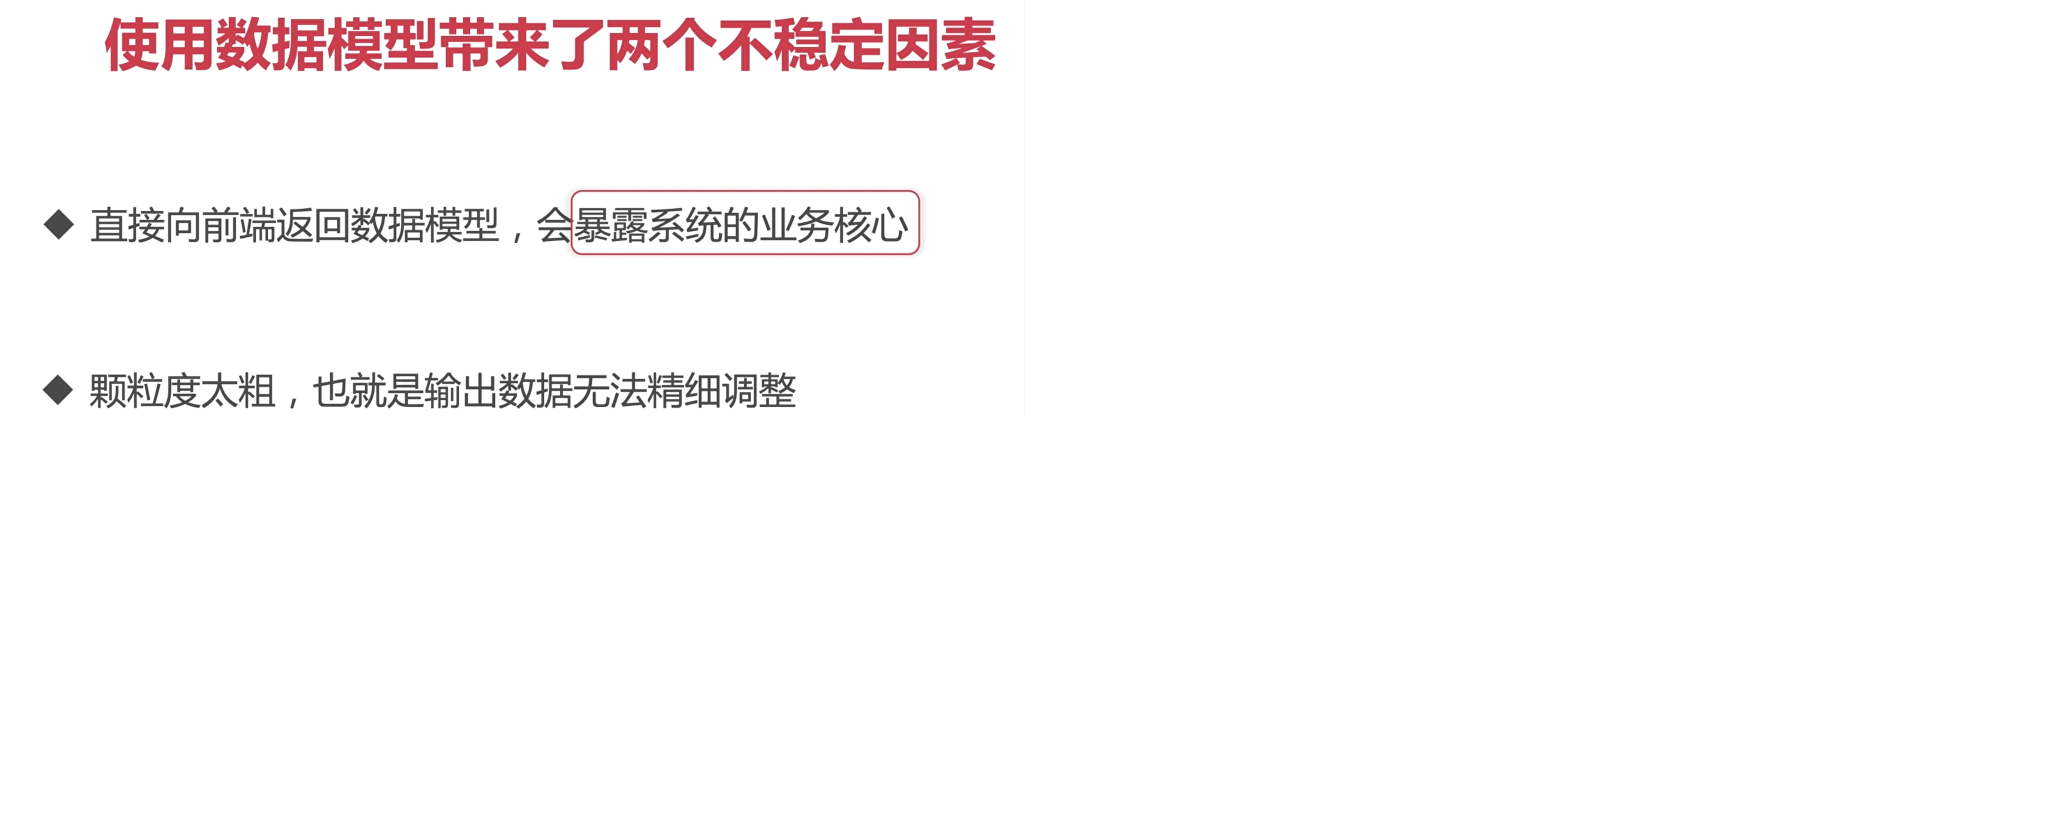 使用数据模型带来了两个不稳定因素
◆ 直接向前端返回数据模型，会暴露系统的业务核心
◆ 颗粒度太粗，也就是输出数据无法精细调整